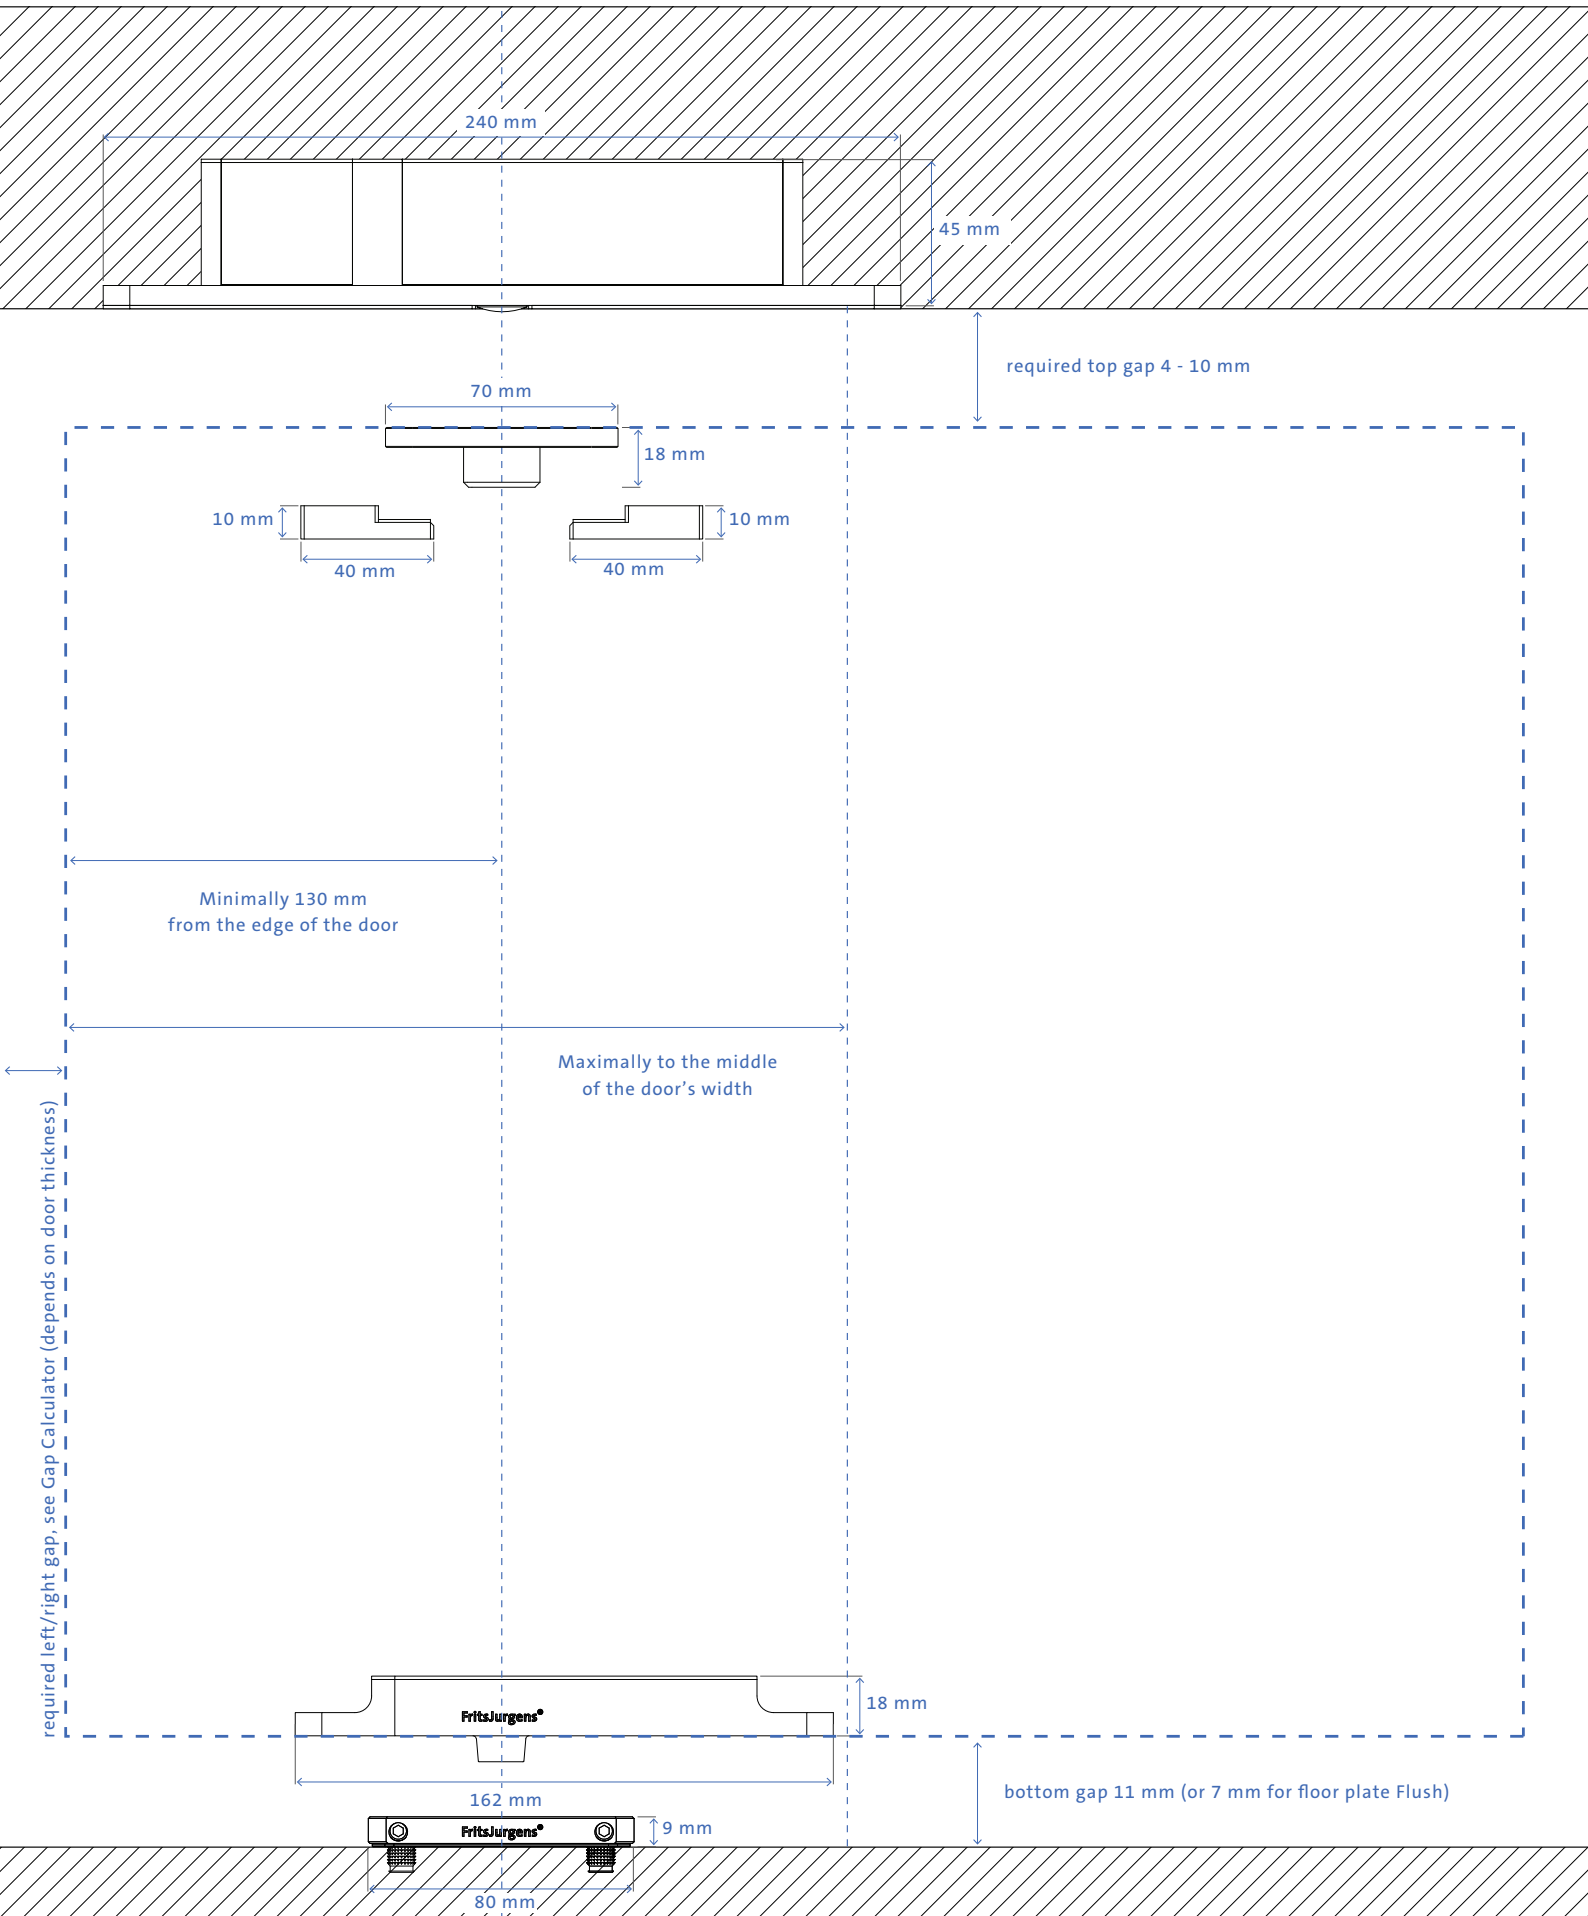 240 mm
45 mm
required top gap 4 - 10 mm
70 mm
18 mm
10 mm
10 mm
40 mm
40 mm
Minimally 130 mm
from the edge of the door
Maximally to the middle
of the door’s width
required left/right gap, see Gap Calculator (depends on door thickness)
FritsJurgens®
18 mm
162 mm
bottom gap 11 mm (or 7 mm for floor plate Flush)
FritsJurgens®
9 mm
80 mm